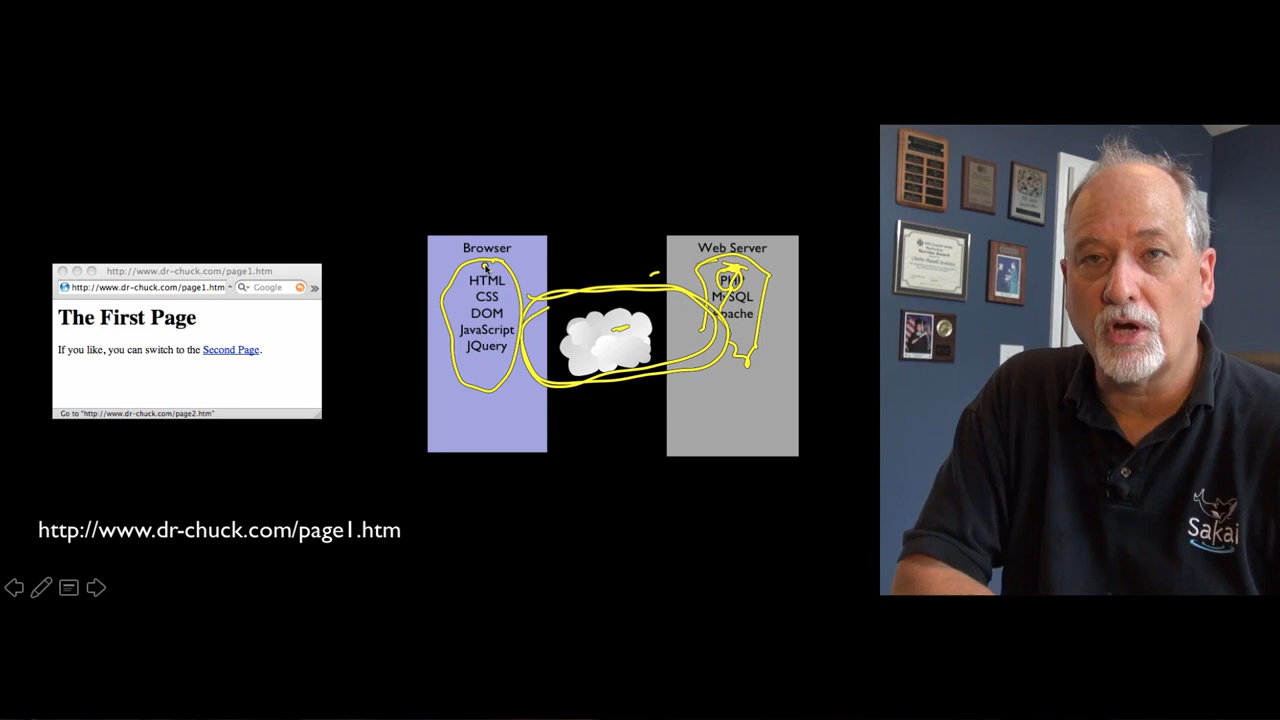 http://www.dr-chuck.com/page1.htm
http://www.dr-chuck.com/page1.htm
Google
The First Page
If you like, you can switch to the Second Page.
Go to "http://www.dr-chuck.com/page2.htm"
http://www.dr-chuck.com/page1.htm
Browser
HTML
CSS
DOM
JavaScript
JQuery
Web Server
PHP
MySQL
Apache
Sakai